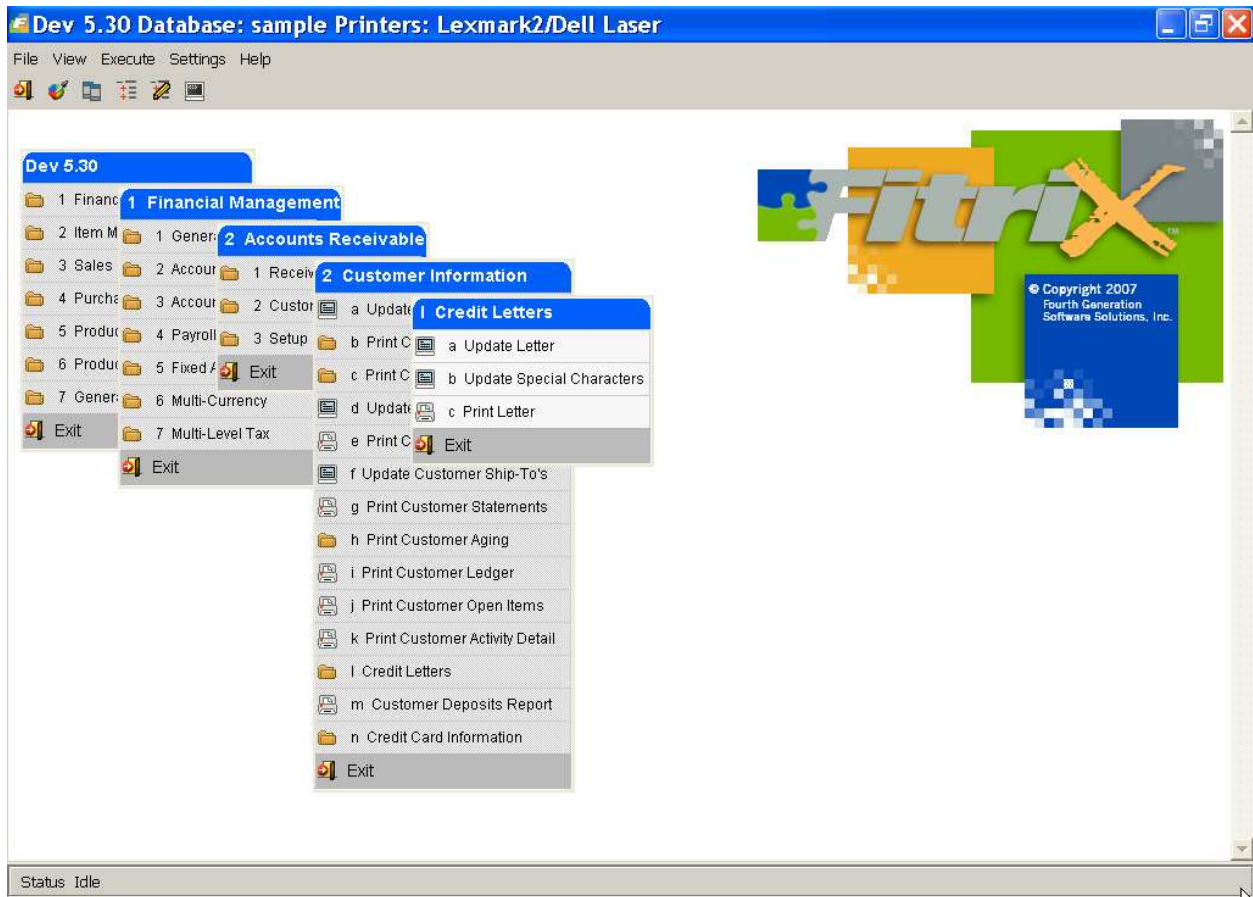 Dev 5.30 Database: sample Printers: Lexmark2/Dell Laser
File View Execute Settings Help
Dev 5.30
1 Financ
2 Item M
3 Sales
4 Purcha
5 Produc
6 Produc
7 Genera
Exit
1 Financial Management
1 Genera
2 Accoun
3 Accoun
4 Payroll
5 Fixed A
6 Multi-Currency
7 Multi-Level Tax
Exit
2 Accounts Receivable
1 Receiv
2 Custom
3 Setup
Exit
2 Customer Information
a Update
b Print C
c Print C
d Update
e Print C
f Update Customer Ship-To's
g Print Customer Statements
h Print Customer Aging
i Print Customer Ledger
j Print Customer Open Items
k Print Customer Activity Detail
l Credit Letters
m Customer Deposits Report
n Credit Card Information
Exit
l Credit Letters
a Update Letter
b Update Special Characters
c Print Letter
Exit
Fitrix™
© Copyright 2007
Fourth Generation
Software Solutions, Inc.
Status Idle